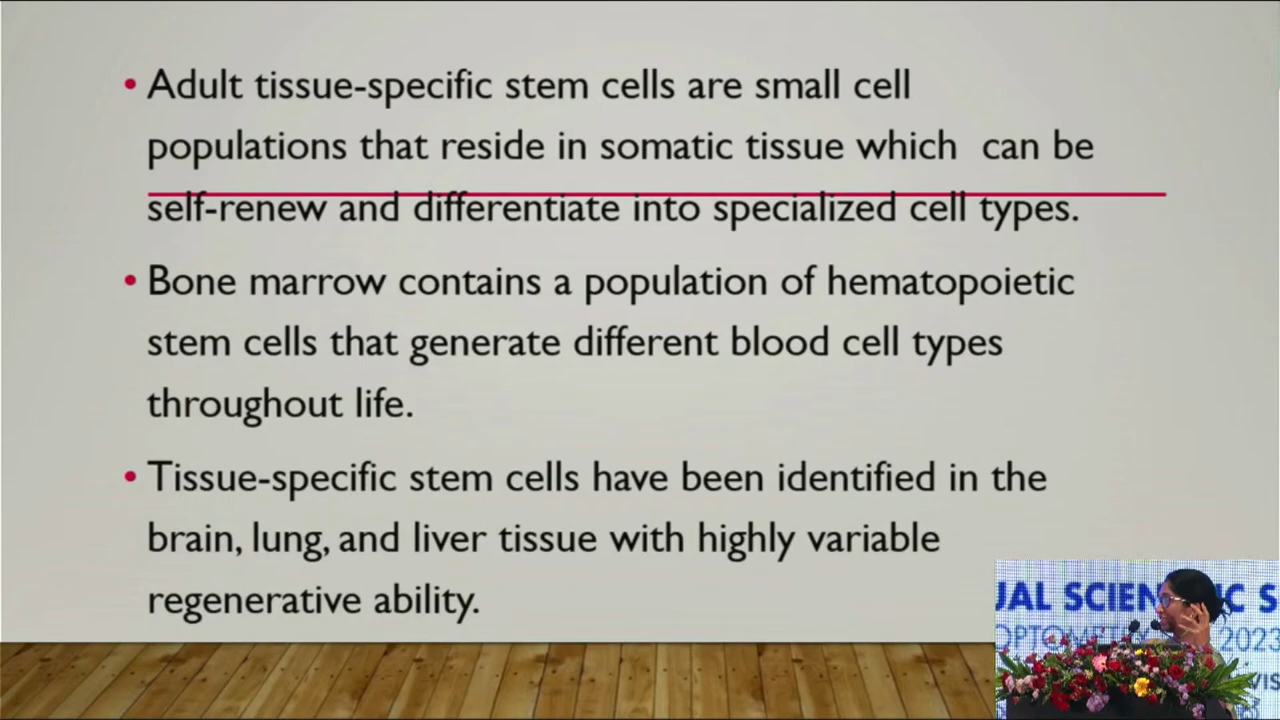 • Adult tissue-specific stem cells are small cell
populations that reside in somatic tissue which can be
self-renew and differentiate into specialized cell types.
• Bone marrow contains a population of hematopoietic
stem cells that generate different blood cell types
throughout life.
• Tissue-specific stem cells have been identified in the
brain, lung, and liver tissue with highly variable
regenerative ability.
UAL SCIEN C S
OPTOM 2023